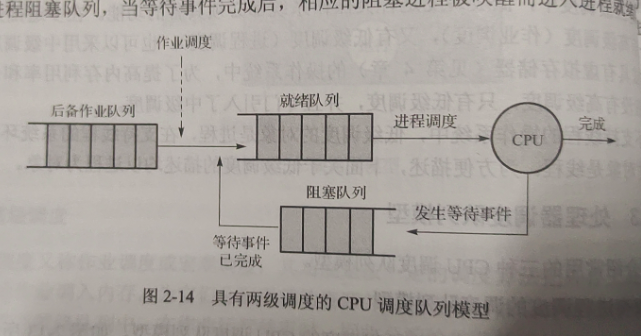 进程阻塞队列，当等待事件完成后，相应的阻塞进程被唤醒而进入进程就绪
作业调度
后备作业队列
就绪队列
进程调度
CPU
完成
阻塞队列
发生等待事件
等待事件
已完成
图 2-14 具有两级调度的 CPU 调度队列模型